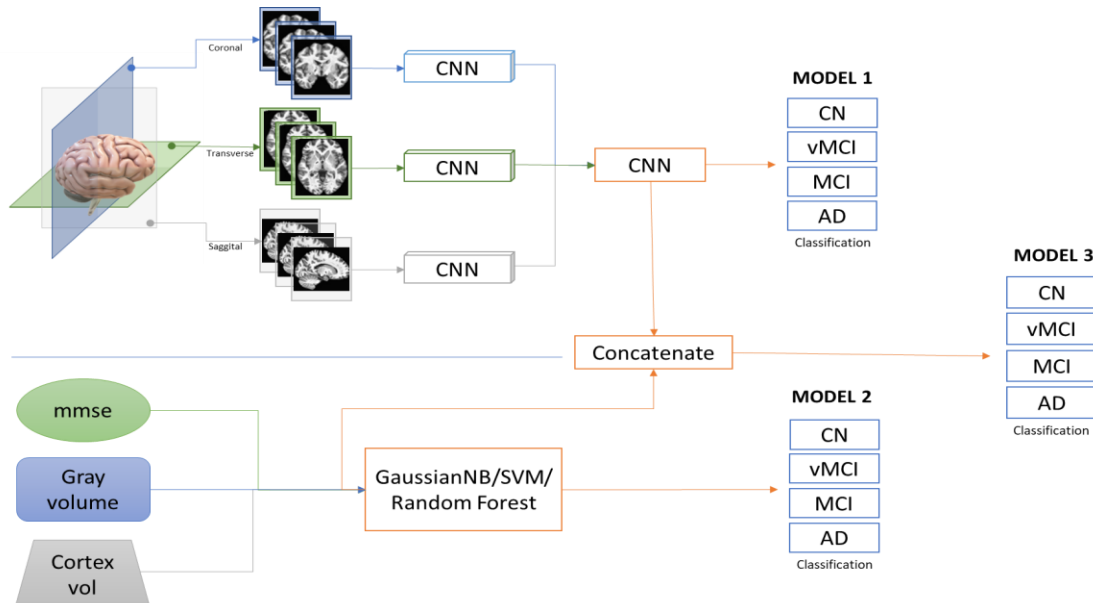 Coronal
CNN
Transverse
CNN
Saggital
CNN
CNN
MODEL 1
CN
vMCI
MCI
AD
Classification
Concatenate
MODEL 3
CN
vMCI
MCI
AD
Classification
mmse
Gray
volume
Cortex
vol
GaussianNB/SVM/
Random Forest
MODEL 2
CN
vMCI
MCI
AD
Classification